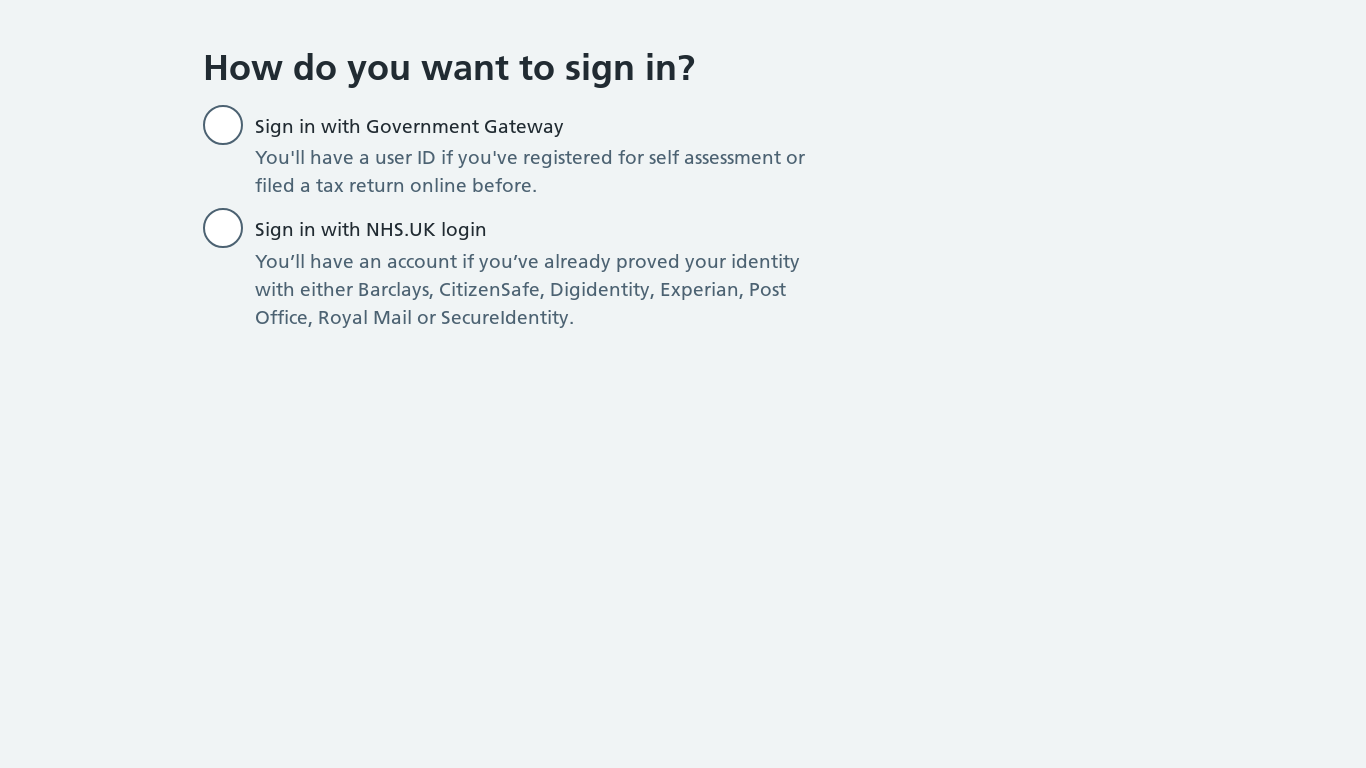 How do you want to sign in?
Sign in with Government Gateway
You'll have a user ID if you've registered for self assessment or
filed a tax return online before.
Sign in with NHS.UK login
You’ll have an account if you’ve already proved your identity
with either Barclays, CitizenSafe, Digidentity, Experian, Post
Office, Royal Mail or SecureIdentity.